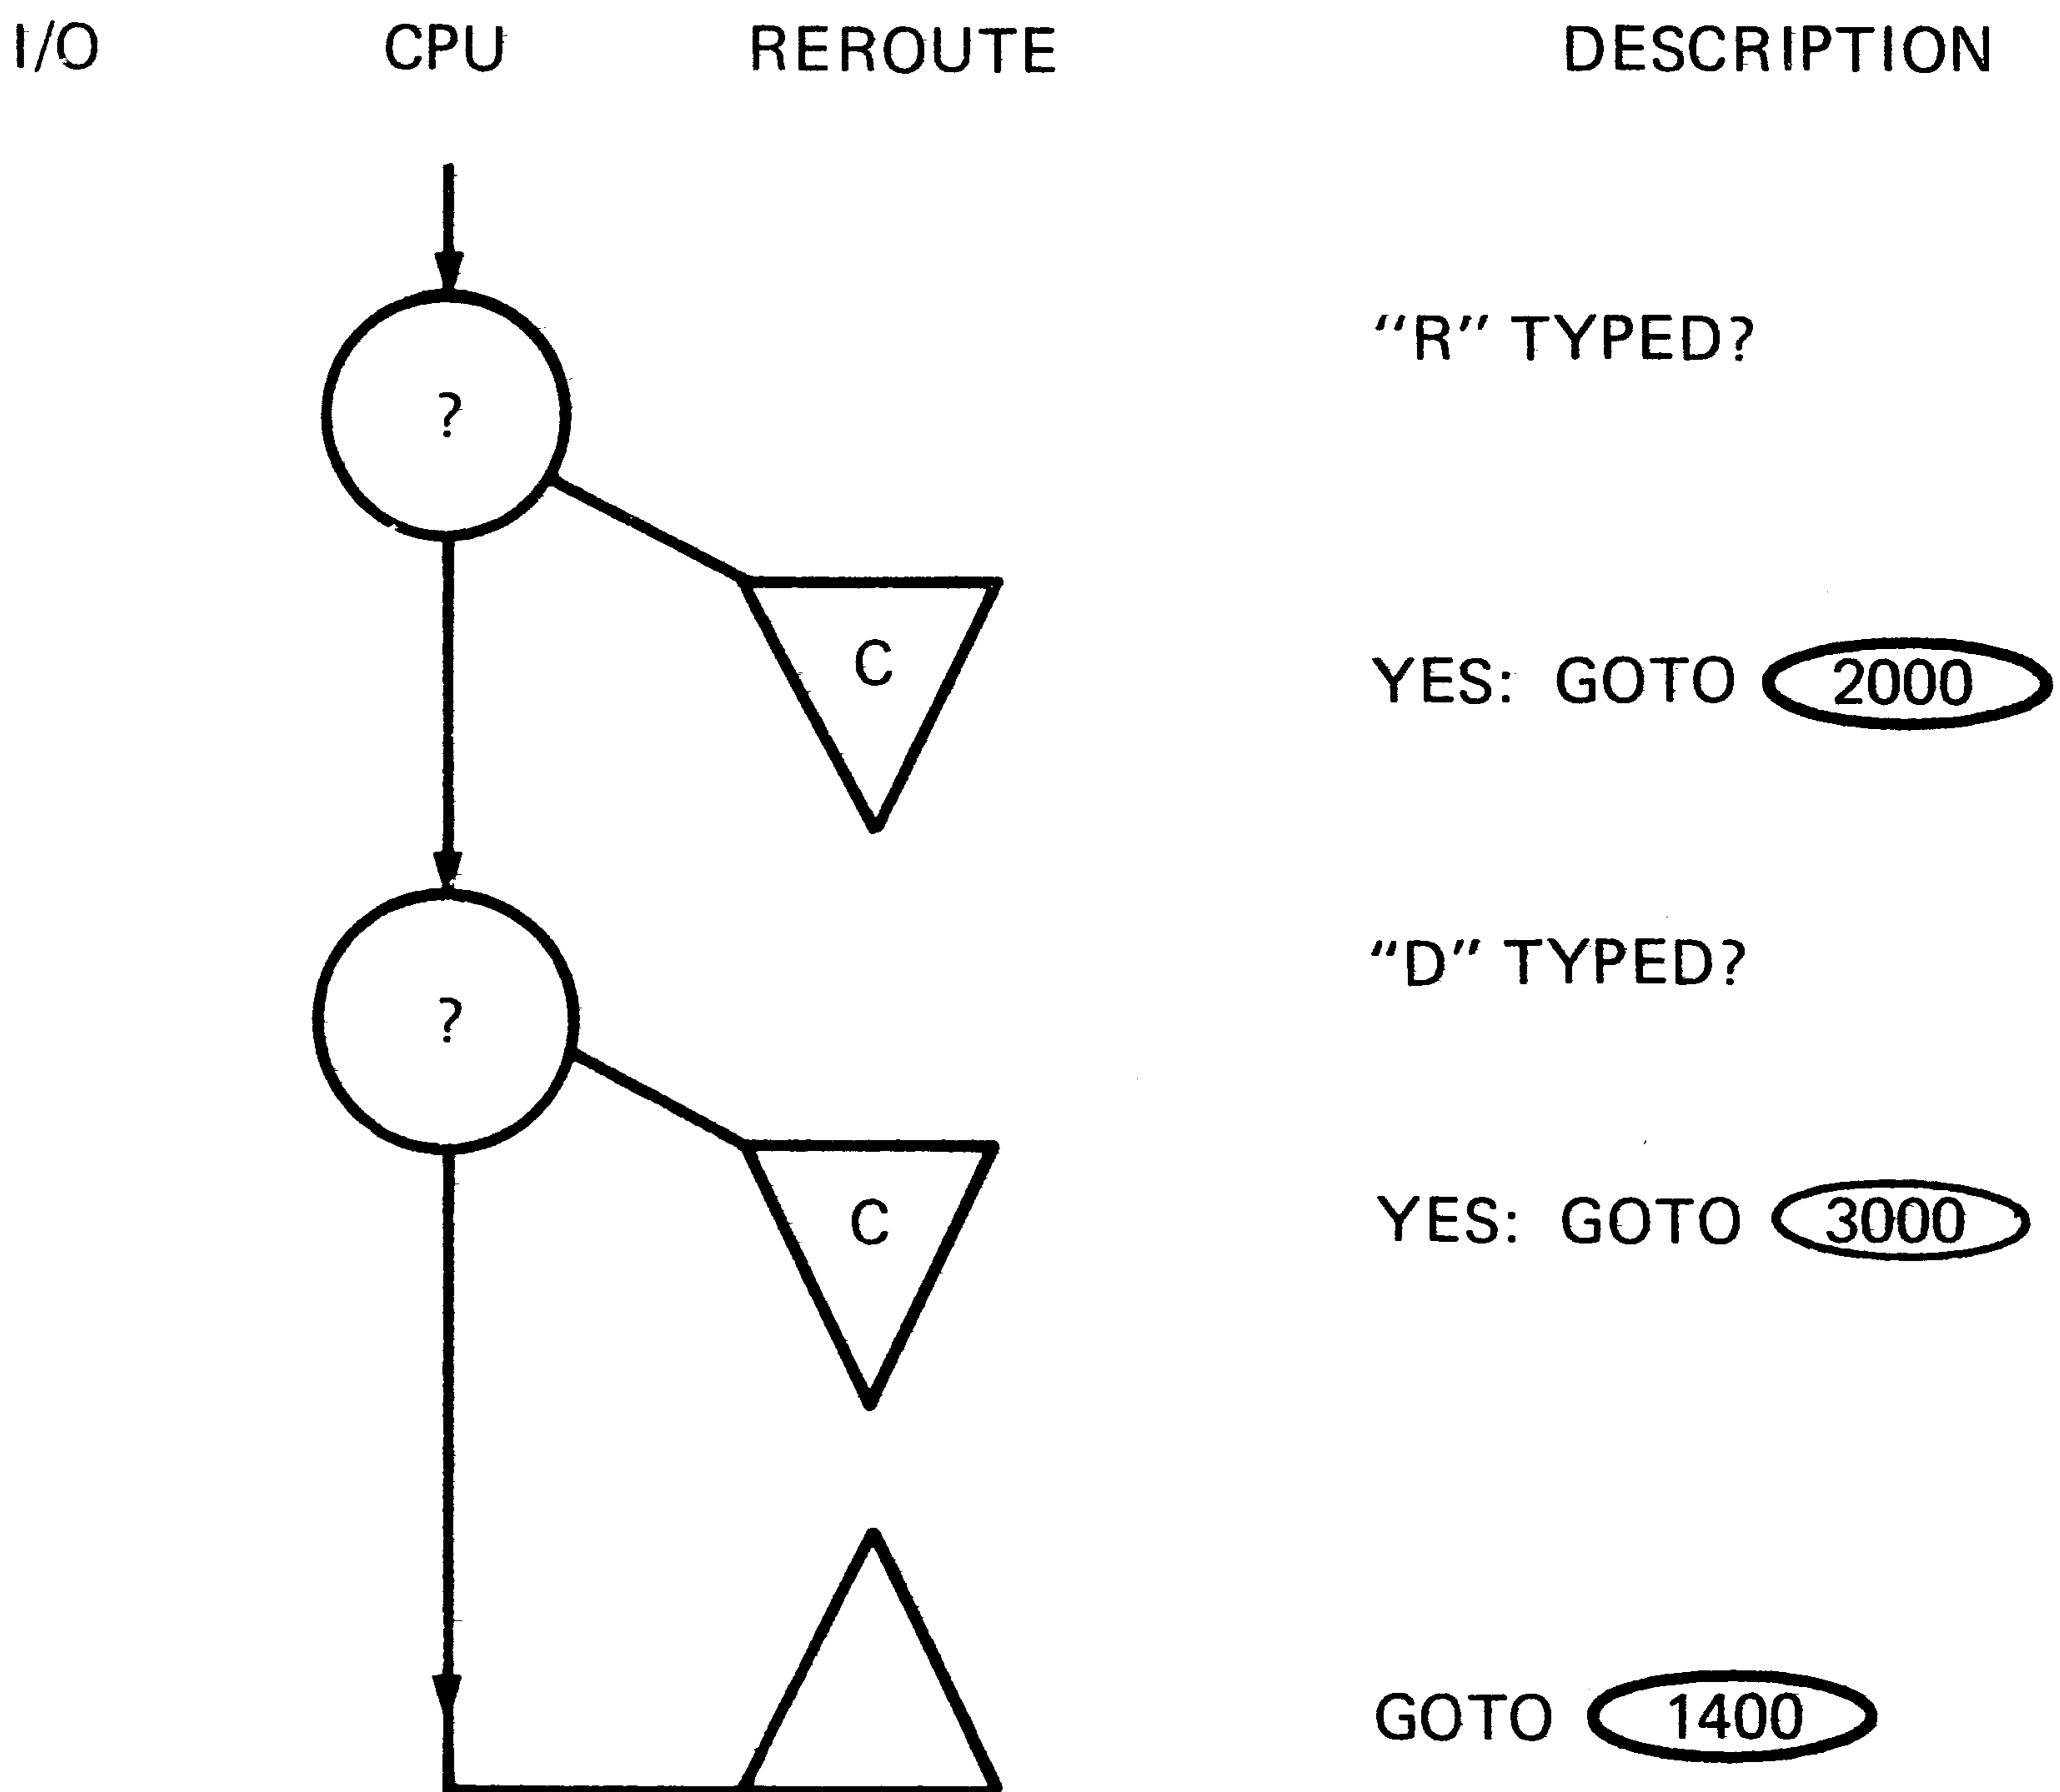 I/O CPU REROUTE DESCRIPTION
“R” TYPED?
?
C
YES: GOTO 2000
“D” TYPED?
?
C
YES: GOTO 3000
GOTO 1400